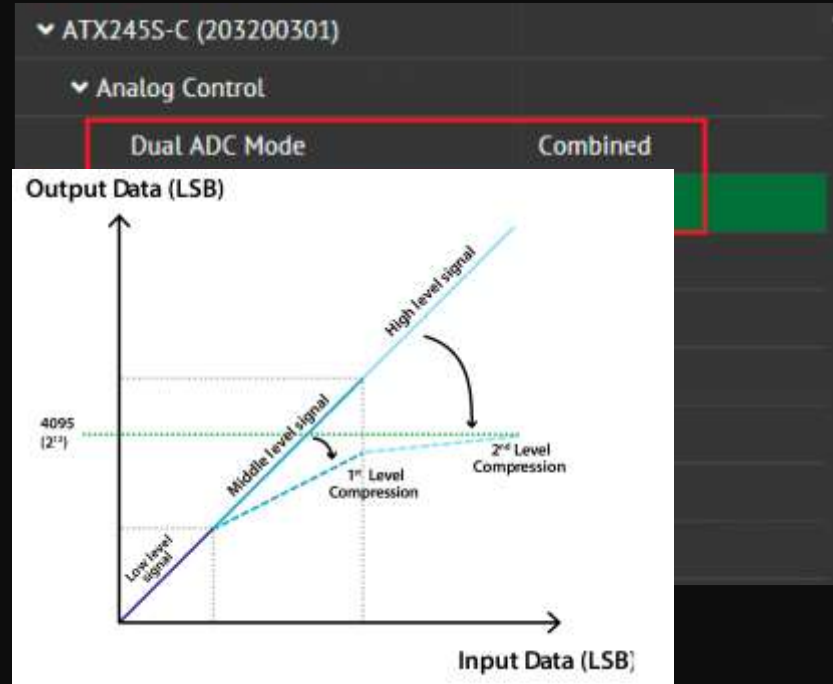 ATX245S-C (203200301)
Analog Control
Dual ADC Mode Combined
Output Data (LSB)
High level signal
Middle level signal
4095
(2¹²)
2ⁿᵈ Level
Compression
1ˢᵗ Level
Compression
Low level
signal
Input Data (LSB)